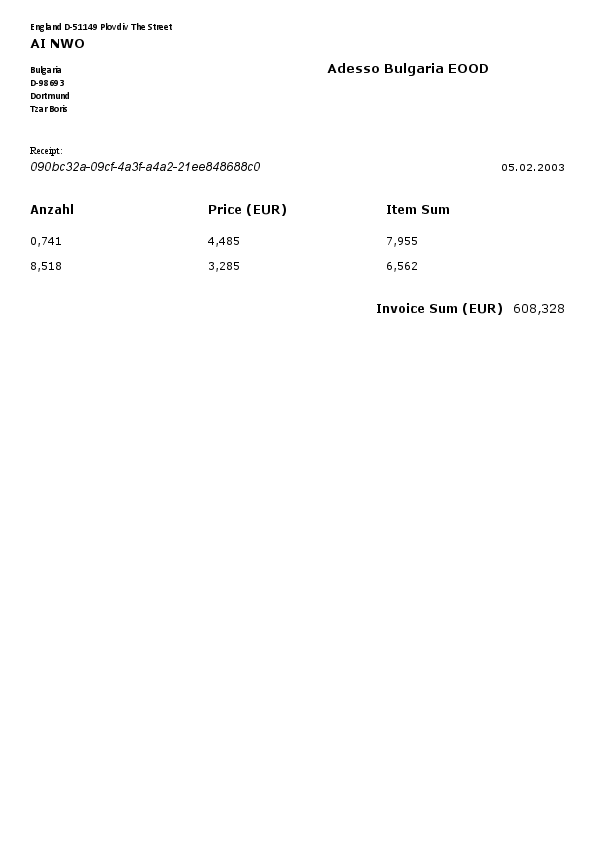 England D-51149 Plovdiv The Street
AI NWO
Adesso Bulgaria EOOD
Bulgaria
D-98693
Dortmund
Tzar Boris
Receipt:
090bc32a-09cf-4a3f-a4a2-21ee848688c0 05.02.2003
Anzahl Price (EUR) Item Sum
0,741 4,485 7,955
8,518 3,285 6,562
Invoice Sum (EUR) 608,328